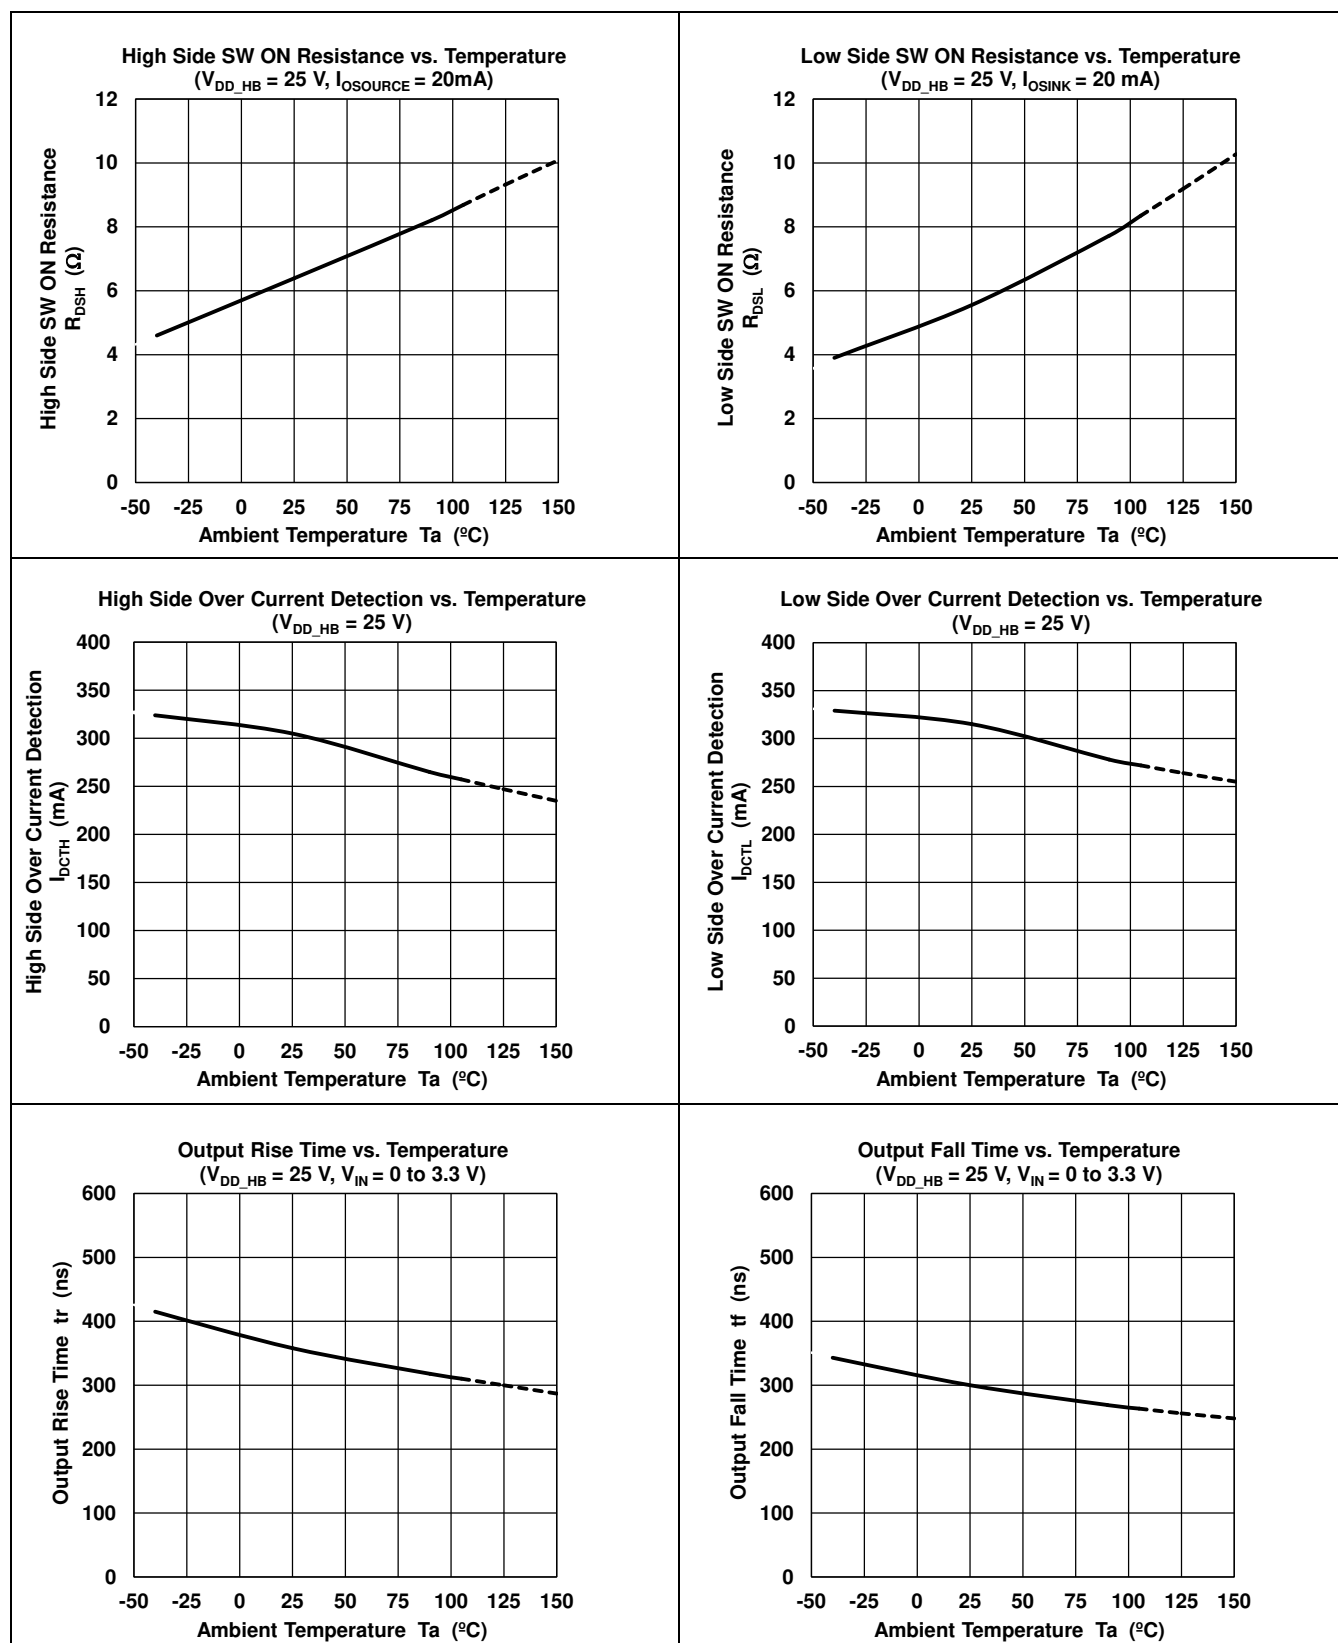 High Side SW ON Resistance vs. Temperature
(VDD_HB = 25 V, IOSOURCE = 20mA)
High Side SW ON Resistance
RDSH (Ω)
12
10
8
6
4
2
0
-50 -25 0 25 50 75 100 125 150
Ambient Temperature Ta (ºC)
Low Side SW ON Resistance vs. Temperature
(VDD_HB = 25 V, IOSINK = 20 mA)
Low Side SW ON Resistance
RDSL (Ω)
12
10
8
6
4
2
0
-50 -25 0 25 50 75 100 125 150
Ambient Temperature Ta (ºC)
High Side Over Current Detection vs. Temperature
(VDD_HB = 25 V)
High Side Over Current Detection
IDCTH (mA)
400
350
300
250
200
150
100
50
0
-50 -25 0 25 50 75 100 125 150
Ambient Temperature Ta (ºC)
Low Side Over Current Detection vs. Temperature
(VDD_HB = 25 V)
Low Side Over Current Detection
IDCTL (mA)
400
350
300
250
200
150
100
50
0
-50 -25 0 25 50 75 100 125 150
Ambient Temperature Ta (ºC)
Output Rise Time vs. Temperature
(VDD_HB = 25 V, VIN = 0 to 3.3 V)
Output Rise Time tr (ns)
600
500
400
300
200
100
0
-50 -25 0 25 50 75 100 125 150
Ambient Temperature Ta (ºC)
Output Fall Time vs. Temperature
(VDD_HB = 25 V, VIN = 0 to 3.3 V)
Output Fall Time tf (ns)
600
500
400
300
200
100
0
-50 -25 0 25 50 75 100 125 150
Ambient Temperature Ta (ºC)